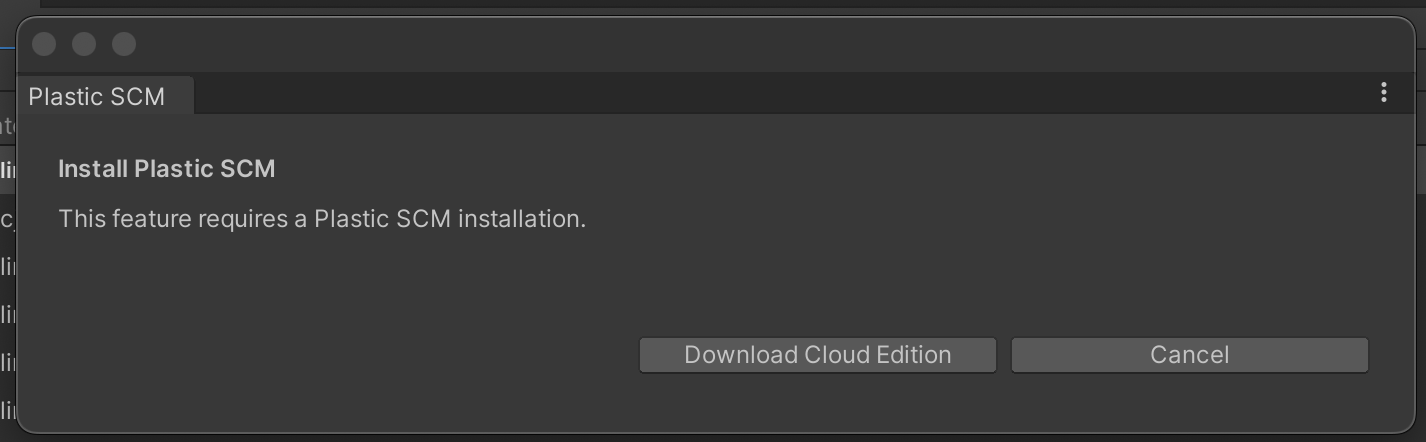 Plastic SCM
Install Plastic SCM
This feature requires a Plastic SCM installation.
Download Cloud Edition
Cancel